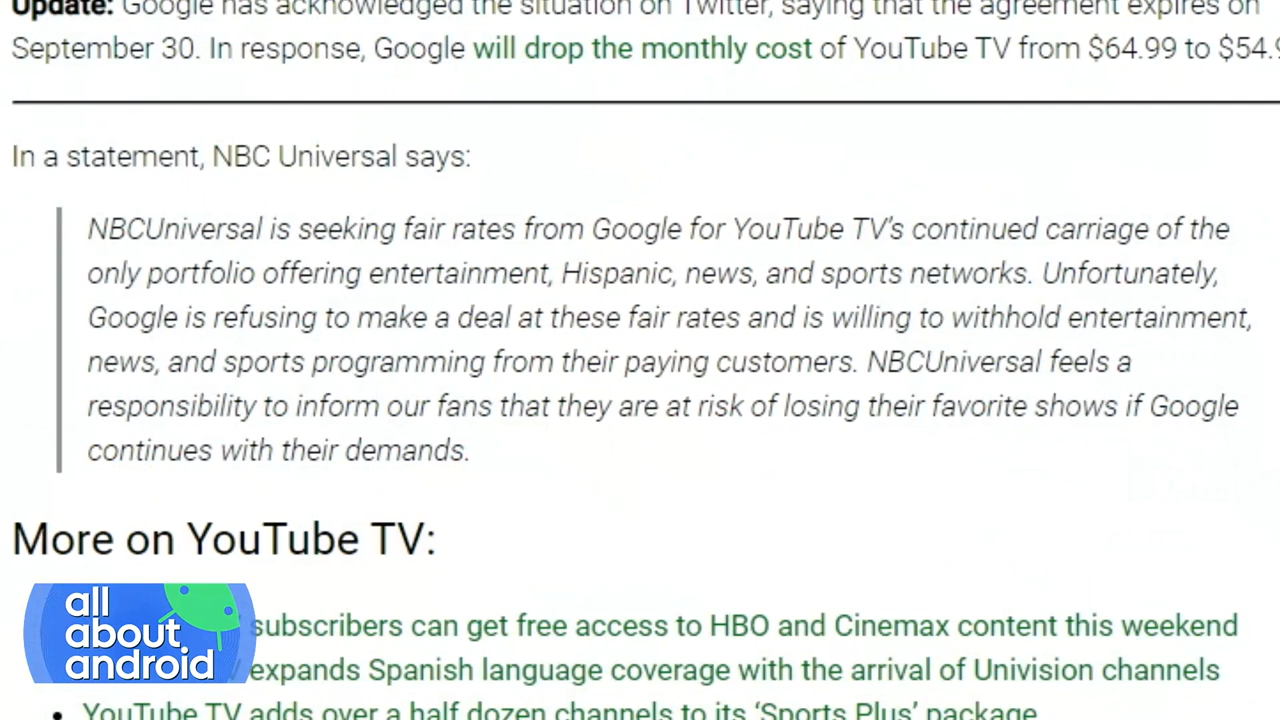 Update: Google has acknowledged the situation on Twitter, saying that the agreement expires on
September 30. In response, Google will drop the monthly cost of YouTube TV from $64.99 to $54.9
In a statement, NBC Universal says:
NBCUniversal is seeking fair rates from Google for YouTube TV's continued carriage of the
only portfolio offering entertainment, Hispanic, news, and sports networks. Unfortunately,
Google is refusing to make a deal at these fair rates and is willing to withhold entertainment,
news, and sports programming from their paying customers. NBCUniversal feels a
responsibility to inform our fans that they are at risk of losing their favorite shows if Google
continues with their demands.
More on YouTube TV:
all
about
android
subscribers can get free access to HBO and Cinemax content this weekend
expands Spanish language coverage with the arrival of Univision channels
• YouTube TV adds over a half dozen channels to its ‘Sports Plus’ package